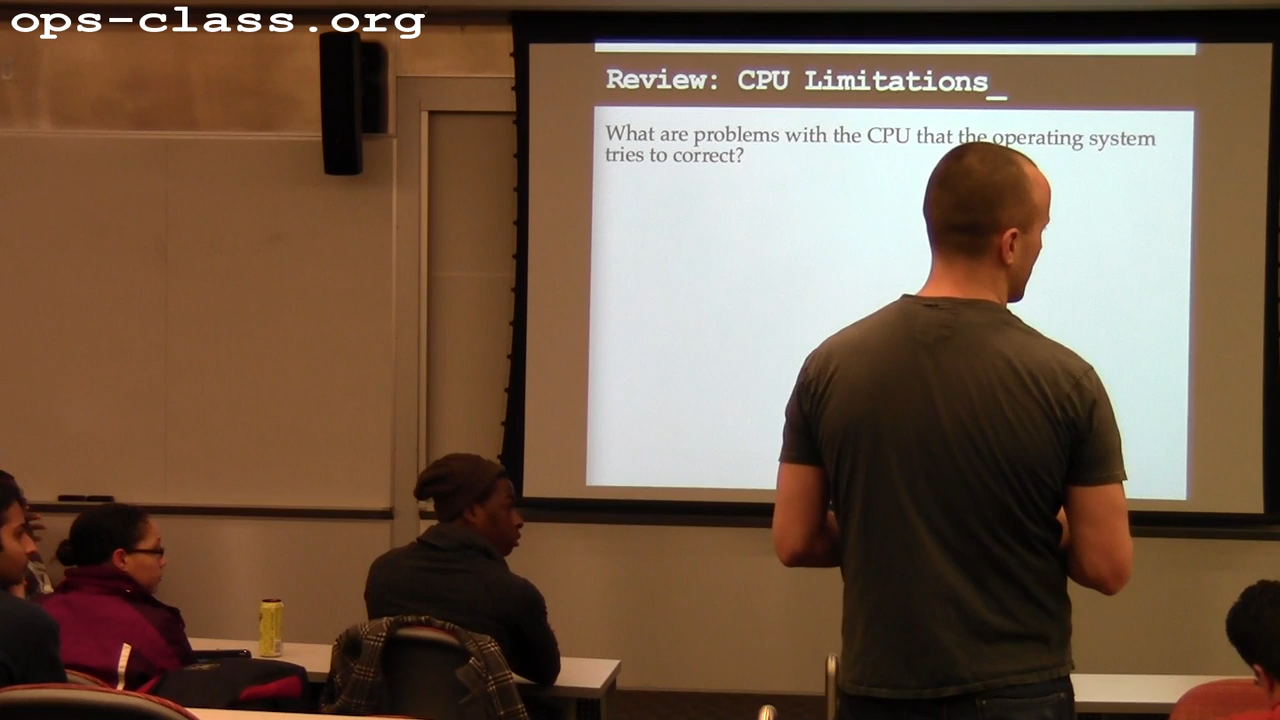 ops-class.org
Review: CPU Limitations_
What are problems with the CPU that the operating system
tries to correct?